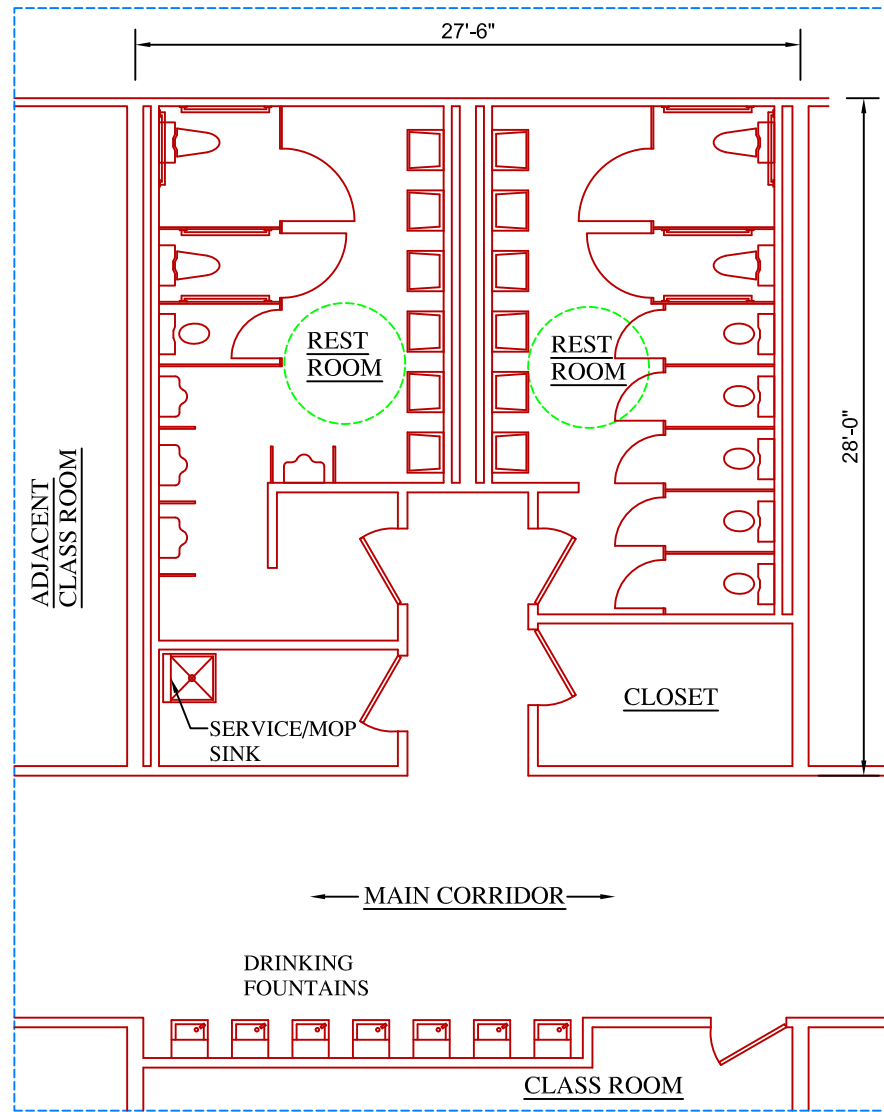 27'-6"
REST
ROOM
REST
ROOM
28'-0"
ADJACENT
CLASS ROOM
CLOSET
SERVICE/MOP
SINK
MAIN CORRIDOR
DRINKING
FOUNTAINS
CLASS ROOM